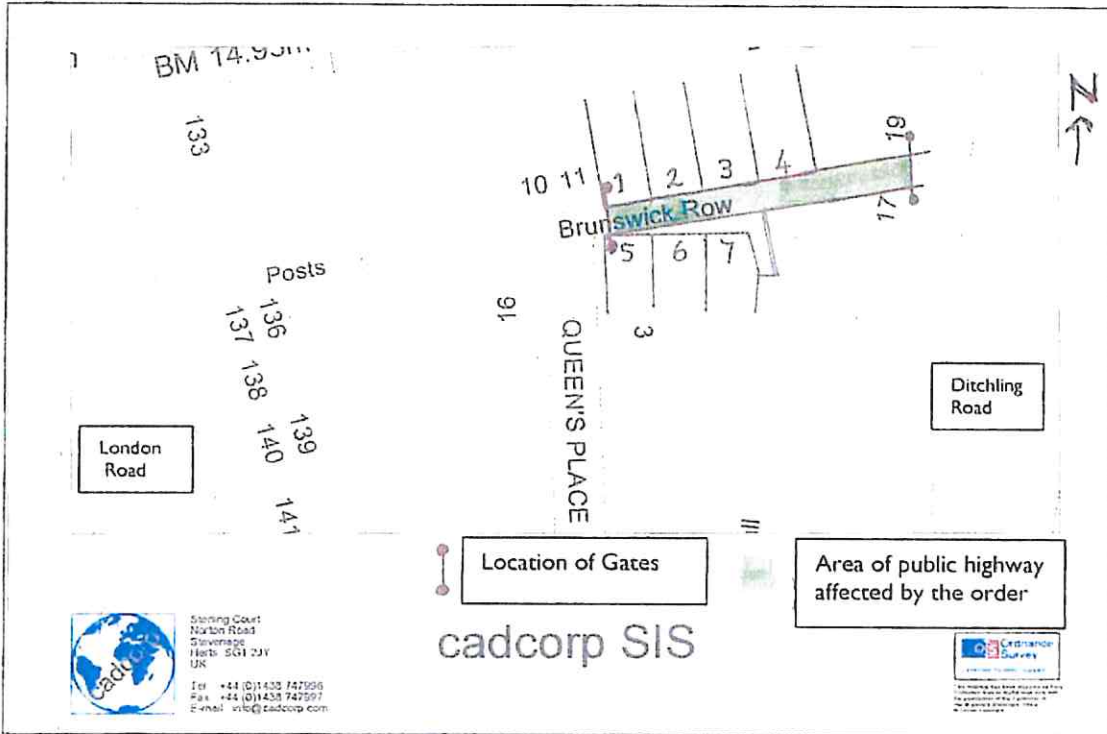 BM 14.95m
133
N
10 11
1 2 3 4
19
Brunswick Row
17
5 6 7
Posts
136
137
138
139
140
141
16
3
QUEEN'S PLACE
London
Road
Ditchling
Road
Location of Gates
Area of public highway
affected by the order
cadcorp
Sterling Court
Norton Road
Stevenage
Herts SG1 2JY
UK
Tel +44 (0)1438 747996
Fax +44 (0)1438 747997
E-mail info@cadcorp.com
cadcorp SIS
OS Ordnance
Survey